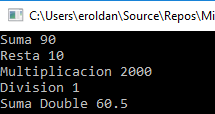 C:\Users\eroldan\Source\Repos\Mi
Suma 90
Resta 10
Multiplicacion 2000
Division 1
Suma Double 60.5